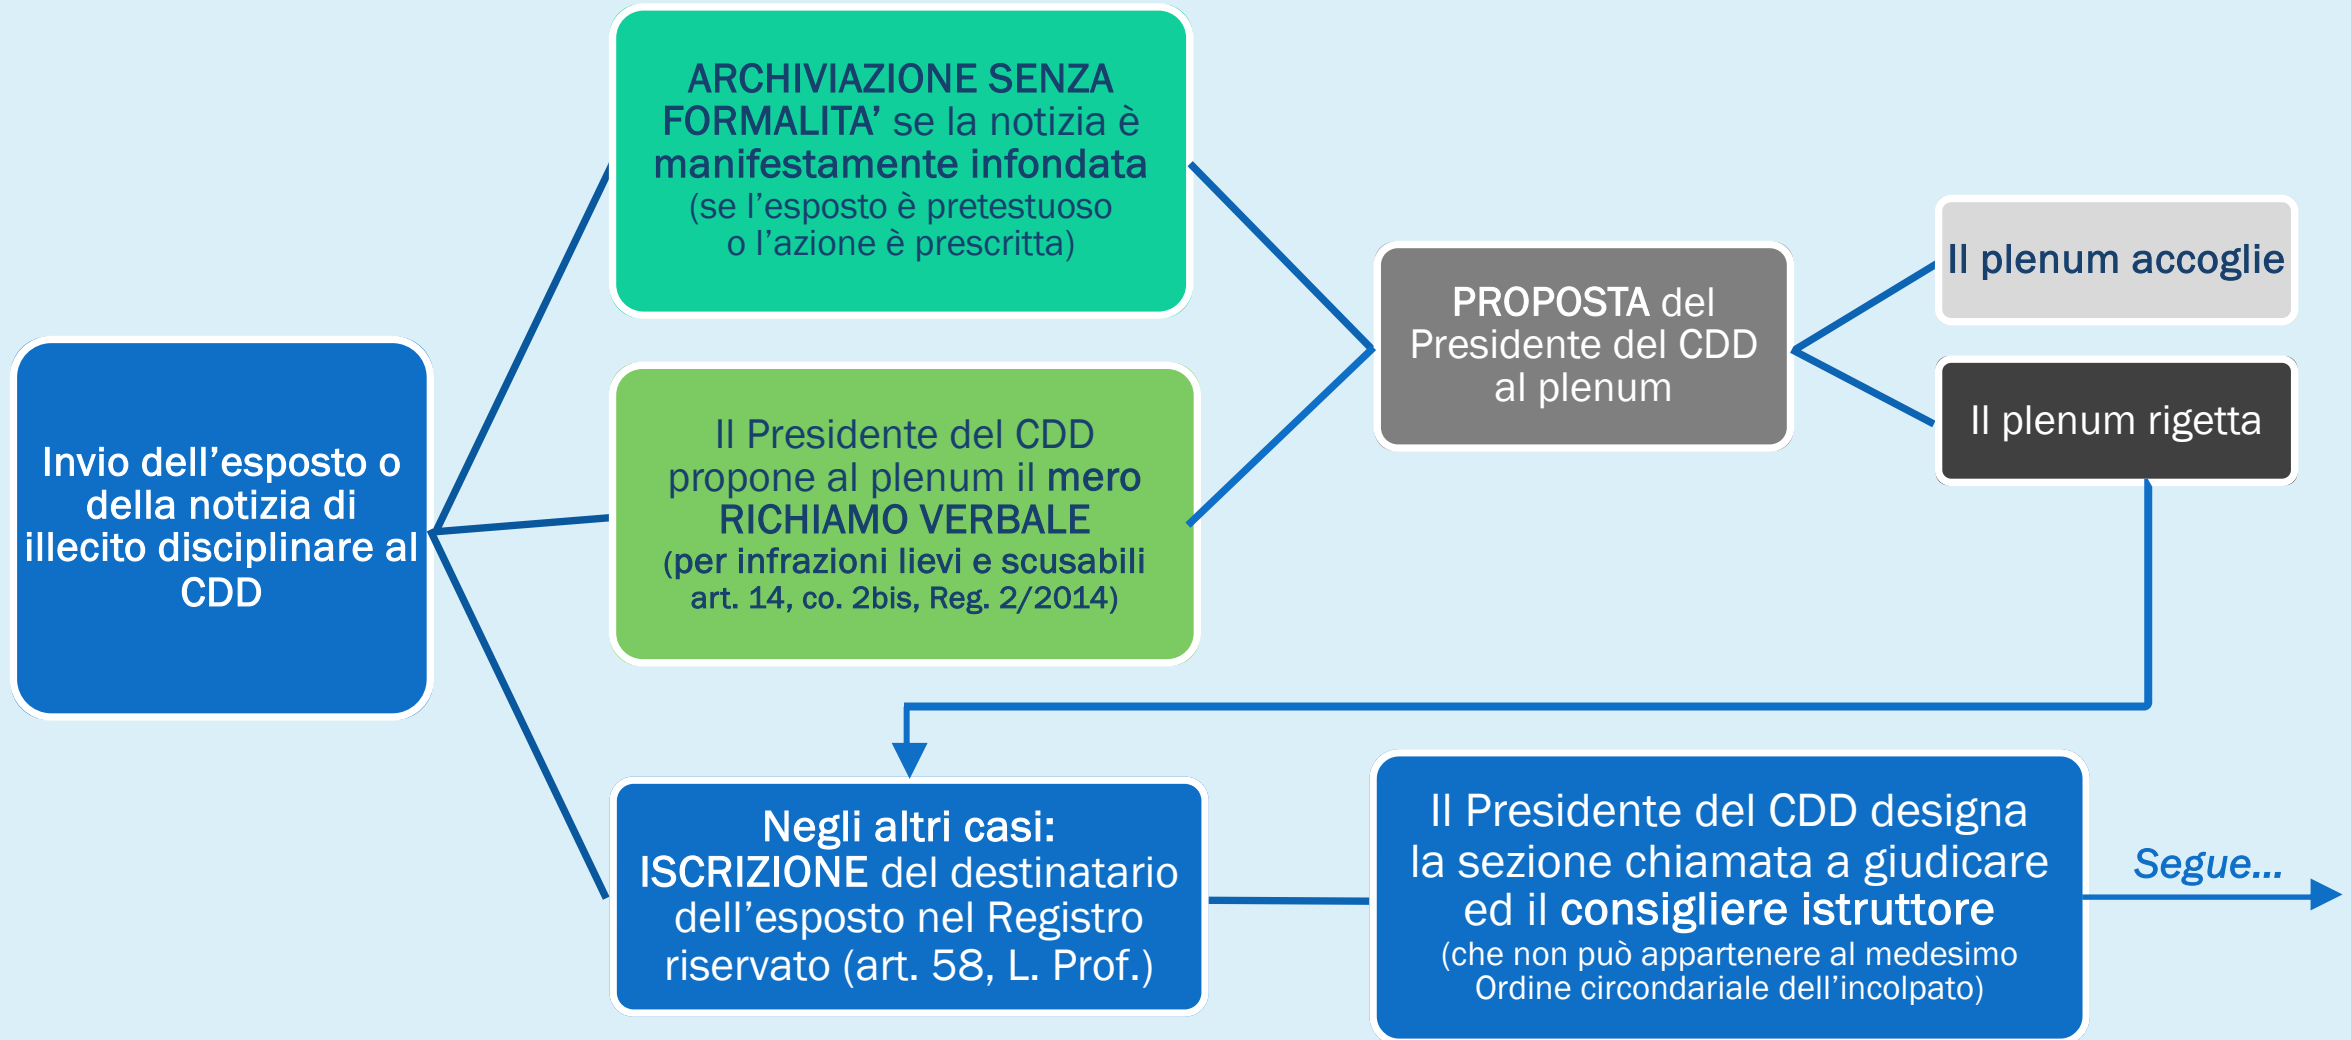 ARCHIVIAZIONE SENZA
FORMALITA’ se la notizia è
manifestamente infondata
(se l’esposto è pretestuoso
o l’azione è prescritta)
Invio dell’esposto o
della notizia di
illecito disciplinare al
CDD
Il Presidente del CDD
propone al plenum il mero
RICHIAMO VERBALE
(per infrazioni lievi e scusabili
art. 14, co. 2bis, Reg. 2/2014)
PROPOSTA del
Presidente del CDD
al plenum
Il plenum accoglie
Il plenum rigetta
Negli altri casi:
ISCRIZIONE del destinatario
dell’esposto nel Registro
riservato (art. 58, L. Prof.)
Il Presidente del CDD designa
la sezione chiamata a giudicare
ed il consigliere istruttore
(che non può appartenere al medesimo
Ordine circondariale dell’incolpato)
Segue...